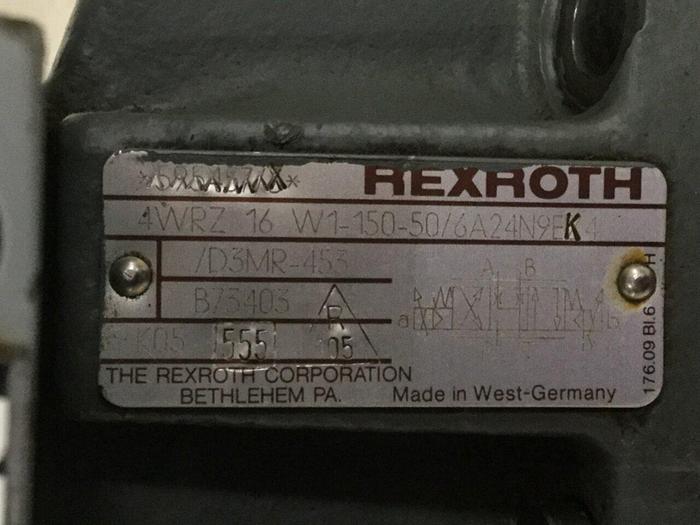 REXROTH
4WRZ 16 W1-150-50/6A24N9EK4
/D3MR-453
B73403
R
K05 555 05
A B
a b
THE REXROTH CORPORATION
BETHLEHEM PA. Made in West-Germany
176.09 Bl.6